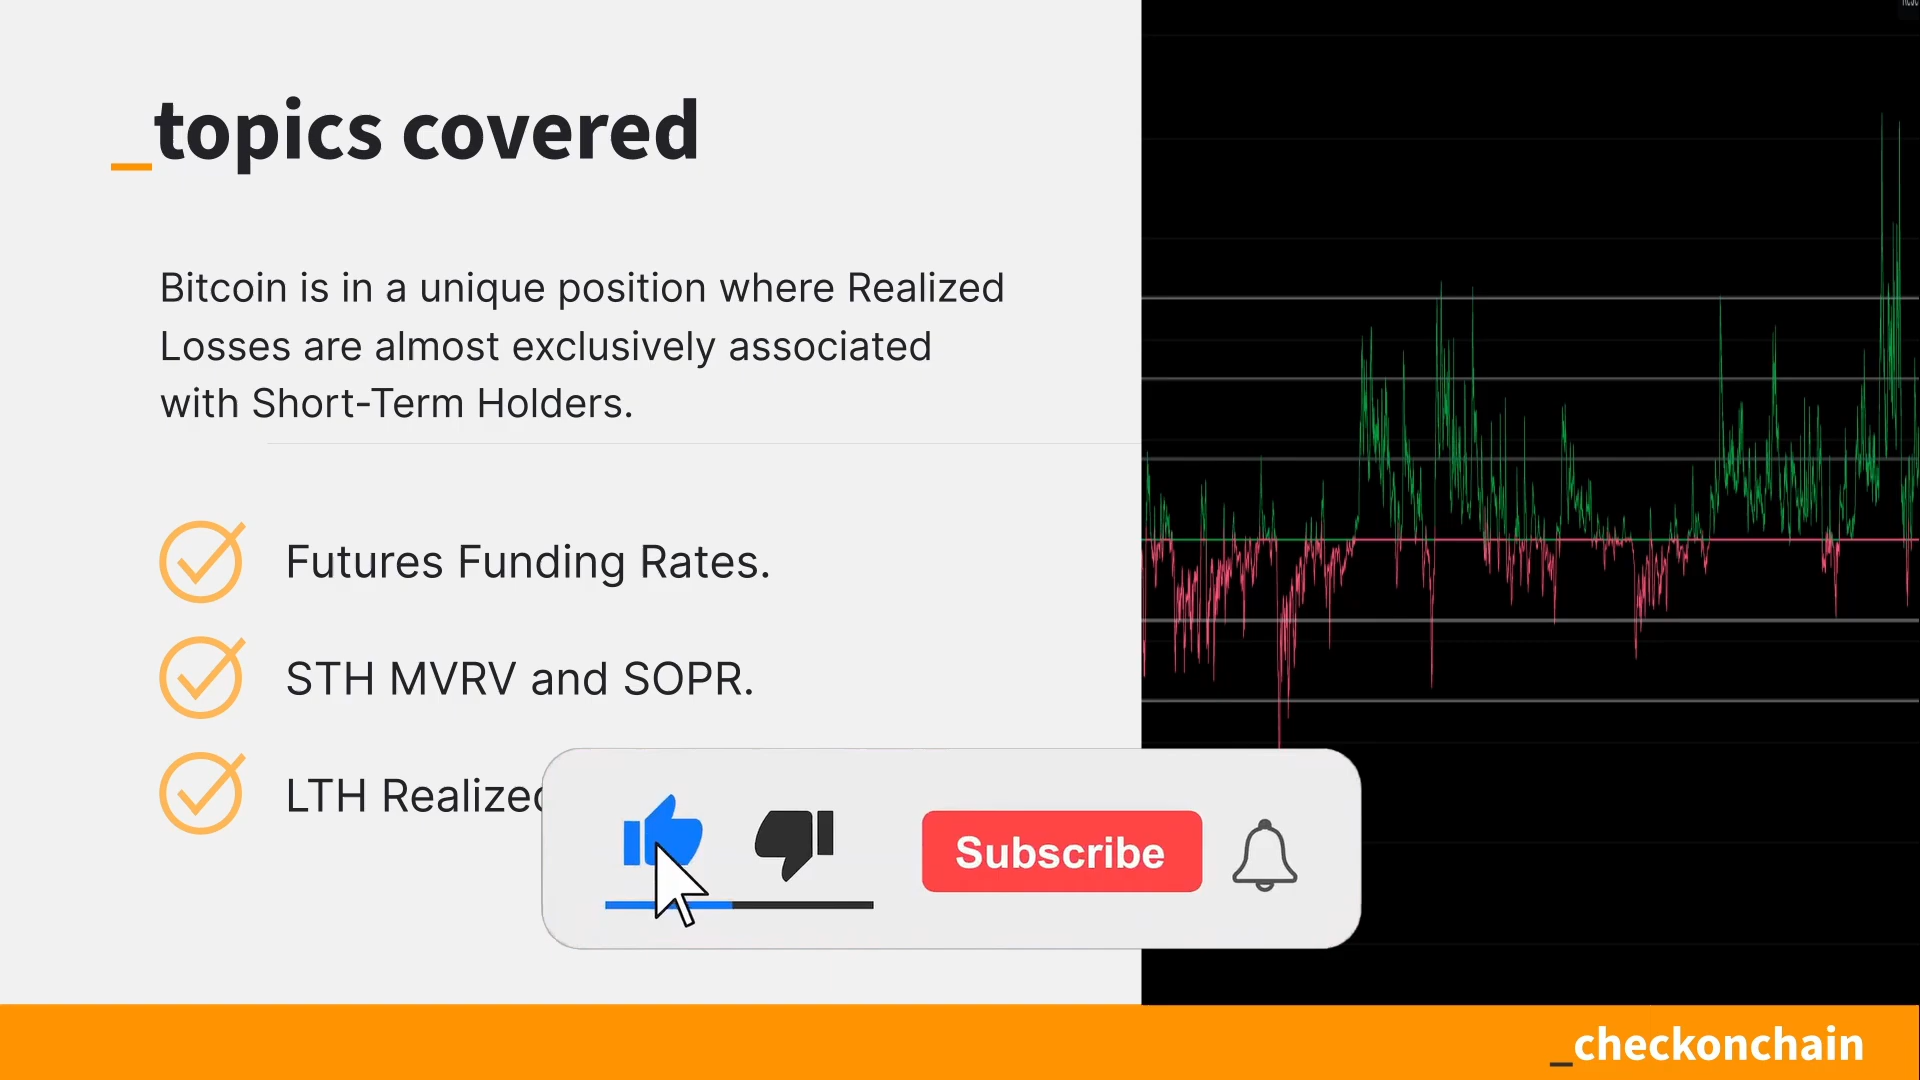 _topics covered
Bitcoin is in a unique position where Realized
Losses are almost exclusively associated
with Short-Term Holders.
Futures Funding Rates.
STH MVRV and SOPR.
LTH Realized
Subscribe
_checkonchain